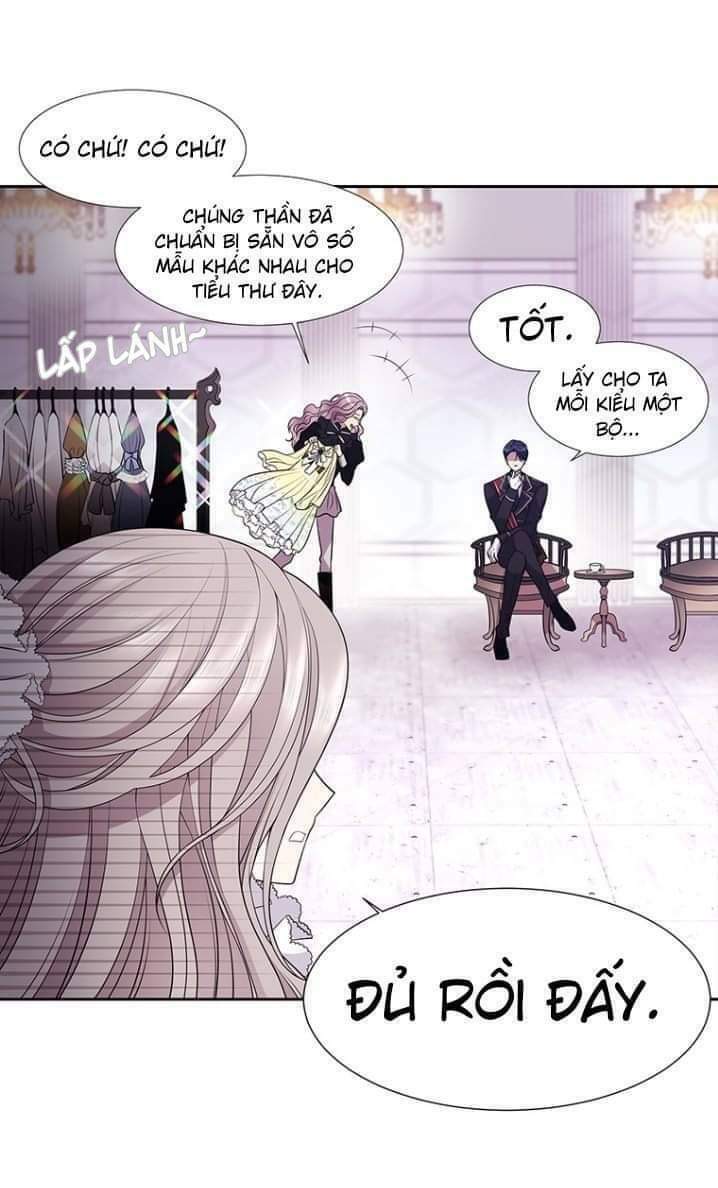 CÓ CHỨ! CÓ CHỨ!
CHÚNG THẦN ĐÃ
CHUẨN BỊ SẴN VÔ SỐ
MẪU KHÁC NHAU CHO
TIỂU THƯ ĐÂY.
LẤP LÁNH~
TỐT.
LẤY CHO TA
MỖI KIỂU MỘT
BỘ...
ĐỦ RỒI ĐẤY.